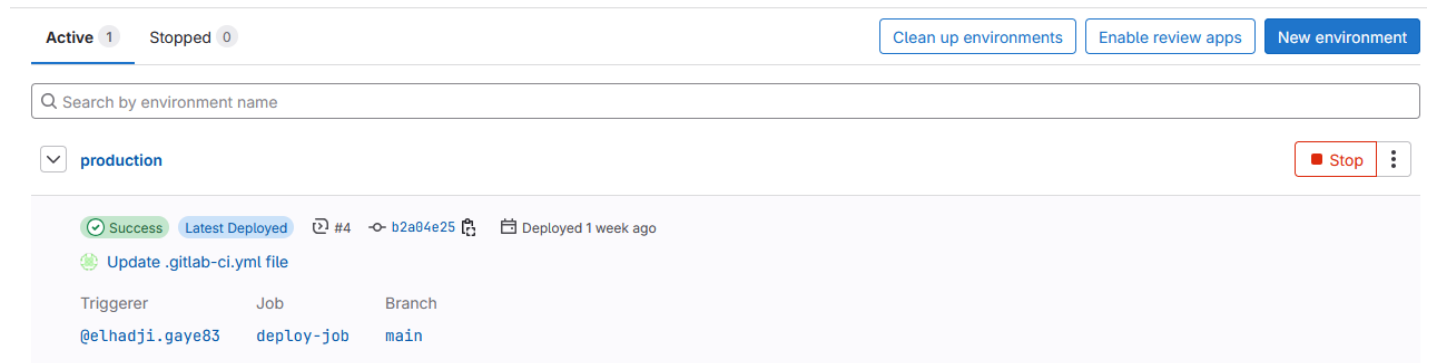 Active 1 Stopped 0 Clean up environments Enable review apps New environment
Search by environment name
production Stop
Success Latest Deployed #4 b2a04e25 Deployed 1 week ago
Update .gitlab-ci.yml file
Triggerer Job Branch
@elhadji.gaye83 deploy-job main